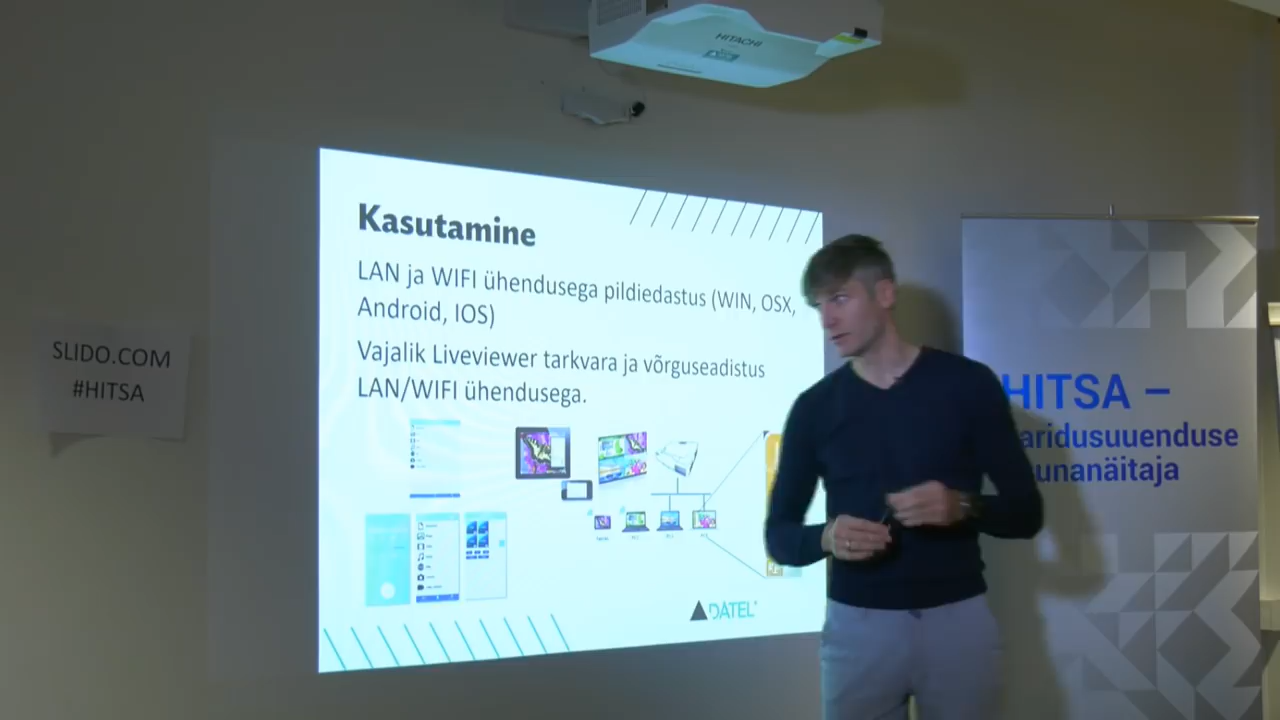 HITACHI
Kasutamine
LAN ja WIFI ühendusega pildiedastus (WIN, OSX,
Android, IOS)
Vajalik Liveviewer tarkvara ja võrguseadistus
LAN/WIFI ühendusega.
DATEL
SLIDO.COM
#HITSA
HITSA –
aridusuuenduse
unanäitaja